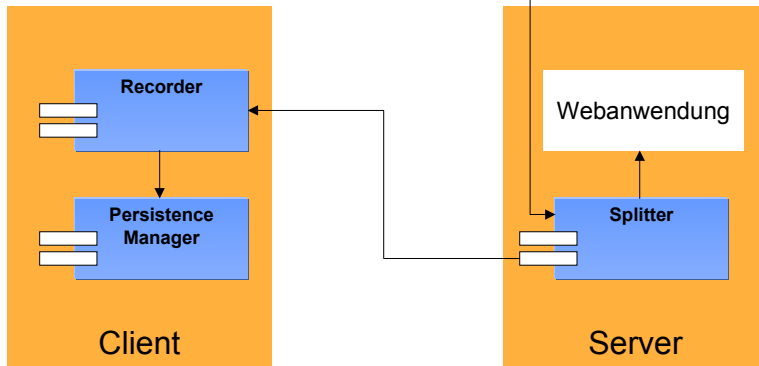 Recorder
Persistence
Manager
Client
Webanwendung
Splitter
Server